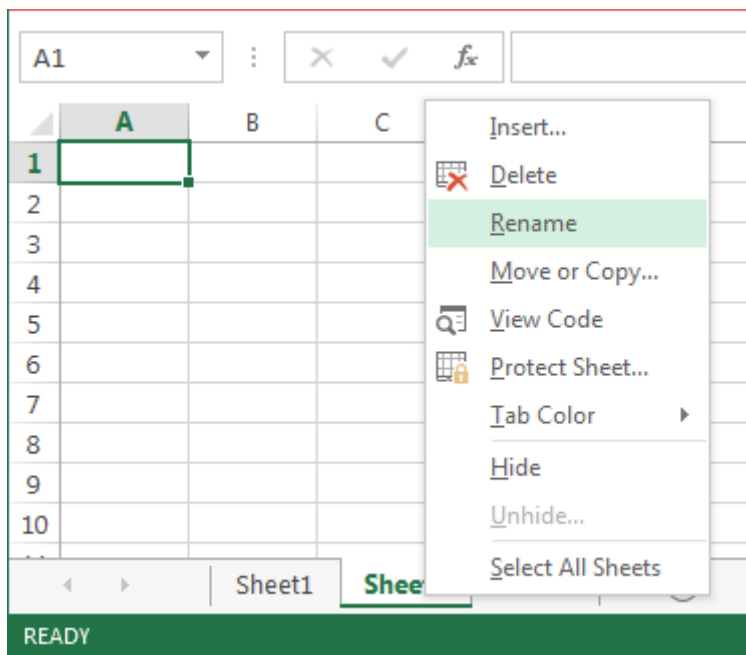 A1 fx
A B C
1
2
3
4
5
6
7
8
9
10
Insert...
Delete
Rename
Move or Copy...
View Code
Protect Sheet...
Tab Color
Hide
Unhide...
Select All Sheets
Sheet1
READY